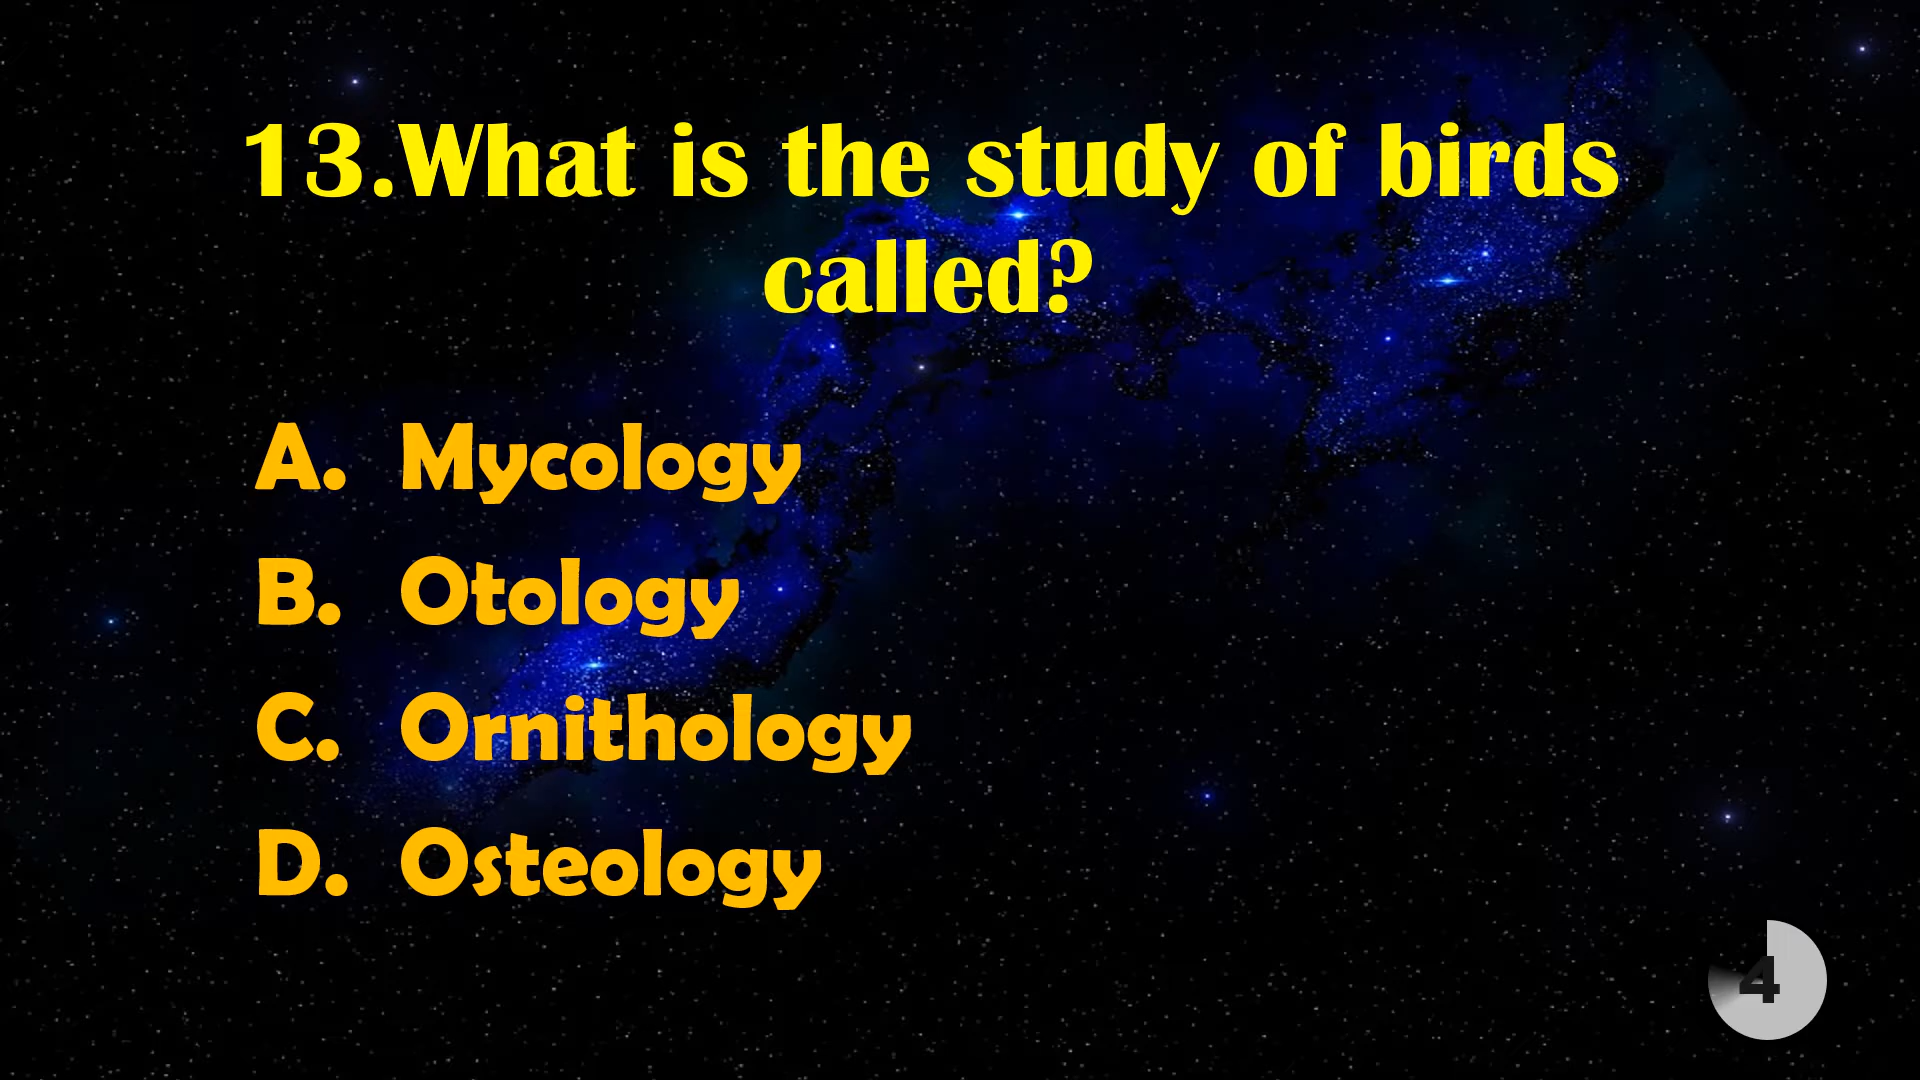 13.What is the study of birds
called?
A. Mycology
B. Otology
C. Ornithology
D. Osteology
4